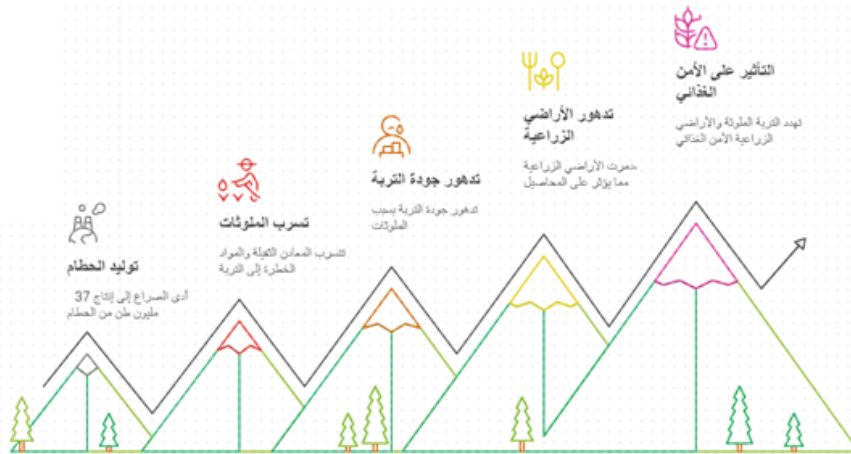 توليد الحطام
أدى الصراع إلى إنتاج 37
مليون طن من الحطام
تسرب الملوثات
تتسرب المعادن الثقيلة والمواد
الخطرة إلى التربة
تدهور جودة التربة
تدهور جودة التربة بسبب
الملوثات
تدهور الأراضي
الزراعية
دمرت الأراضي الزراعية
مما يؤثر على المحاصيل
التأثير على الأمن
الغذائي
تهدد التربة الملوثة والأراضي
الزراعية الأمن الغذائي